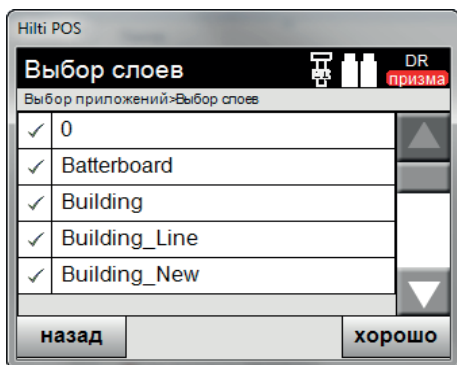 Hilti POS
Выбор слоев
DR
призма
Выбор приложений>Выбор слоев
0
Batterboard
Building
Building_Line
Building_New
назад
хорошо